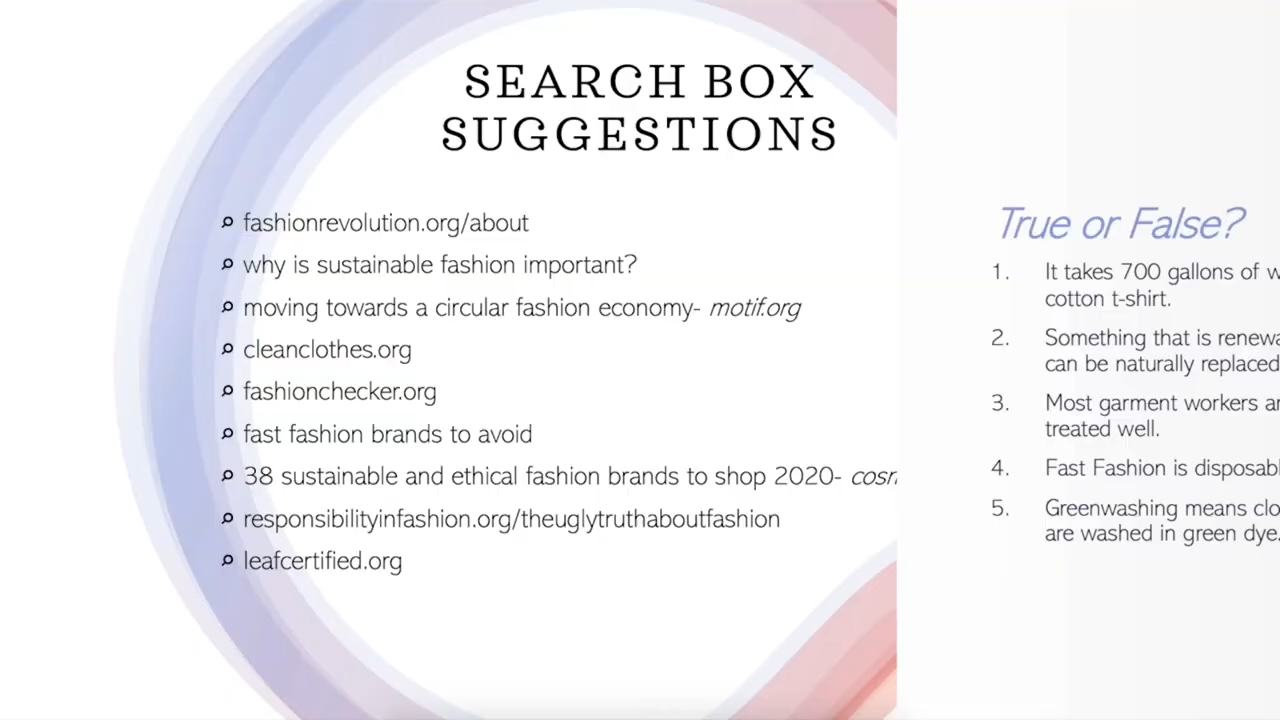 SEARCH BOX
SUGGESTIONS
fashionrevolution.org/about
why is sustainable fashion important?
moving towards a circular fashion economy- motif.org
cleanclothes.org
fashionchecker.org
fast fashion brands to avoid
38 sustainable and ethical fashion brands to shop 2020-
responsibilityinfashion.org/theuglytruthaboutfashion
leafcertified.org
True or False?
1. It takes 700 gallons of
cotton t-shirt.
2. Something that is
can be naturally replaced
3. Most garment workers
treated well.
4. Fast Fashion is
5. Greenwashing means
are washed in green dye.